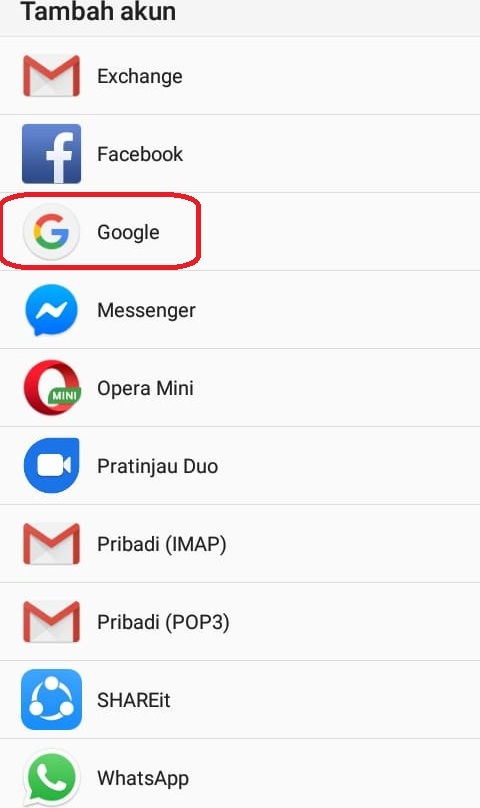 Tambah akun
Exchange
Facebook
Google
Messenger
MINI
Opera Mini
Pratinjau Duo
Pribadi (IMAP)
Pribadi (POP3)
SHAREit
WhatsApp